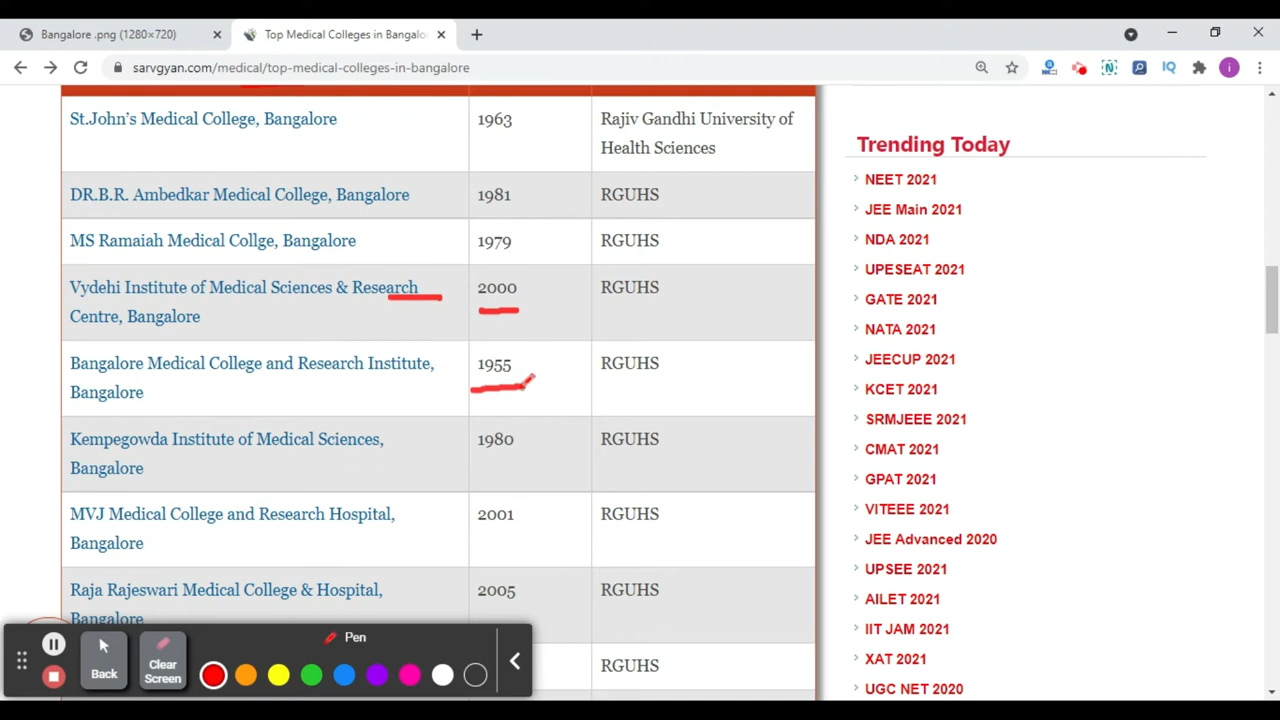 Bangalore .png (1280×720)
Top Medical Colleges in Bangalo
sarvgyan.com/medical/top-medical-colleges-in-bangalore
IQ
i
St.John’s Medical College, Bangalore
1963
Rajiv Gandhi University of
Health Sciences
DR.B.R. Ambedkar Medical College, Bangalore
1981
RGUHS
MS Ramaiah Medical Collge, Bangalore
1979
RGUHS
Vydehi Institute of Medical Sciences & Research
Centre, Bangalore
2000
RGUHS
Bangalore Medical College and Research Institute,
Bangalore
1955
RGUHS
Kempegowda Institute of Medical Sciences,
Bangalore
1980
RGUHS
MVJ Medical College and Research Hospital,
Bangalore
2001
RGUHS
Raja Rajeswari Medical College & Hospital,
Bangalore
2005
RGUHS
RGUHS
Trending Today
NEET 2021
JEE Main 2021
NDA 2021
UPESEAT 2021
GATE 2021
NATA 2021
JEECUP 2021
KCET 2021
SRMJEEE 2021
CMAT 2021
GPAT 2021
VITEEE 2021
JEE Advanced 2020
UPSEE 2021
AILET 2021
IIT JAM 2021
XAT 2021
UGC NET 2020
Pen
Back
Clear
Screen